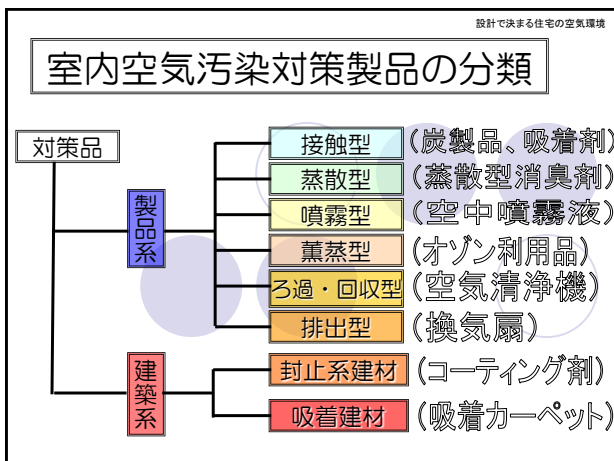 設計で決まる住宅の空気環境
室内空気汚染対策製品の分類
対策品
製品系
接触型 (炭製品、吸着剤)
蒸散型 (蒸散型消臭剤)
噴霧型 (空中噴霧液)
薫蒸型 (オゾン利用品)
ろ過・回収型 (空気清浄機)
排出型 (換気扇)
建築系
封止系建材 (コーティング剤)
吸着建材 (吸着カーペット)